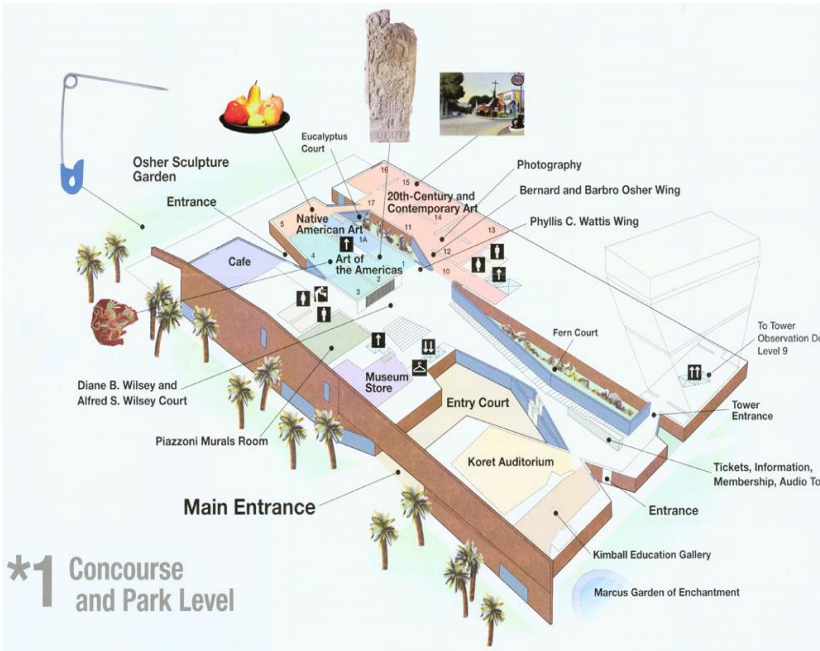 Eucalyptus
Court
Osher Sculpture
Garden
Entrance
Photography
Bernard and Barbro Osher Wing
Phyllis C. Wattis Wing
16
15
20th-Century and
Contemporary Art
17
14
13
12
11
10
Native
American Art
5
1A
4
Art of
the Americas
1
2
3
Cafe
Fern Court
To Tower
Observation De
Level 9
Diane B. Wilsey and
Alfred S. Wilsey Court
Museum
Store
Entry Court
Tower
Entrance
Piazzoni Murals Room
Koret Auditorium
Tickets, Information,
Membership, Audio To
Main Entrance
Entrance
Kimball Education Gallery
Marcus Garden of Enchantment
*1 Concourse
and Park Level